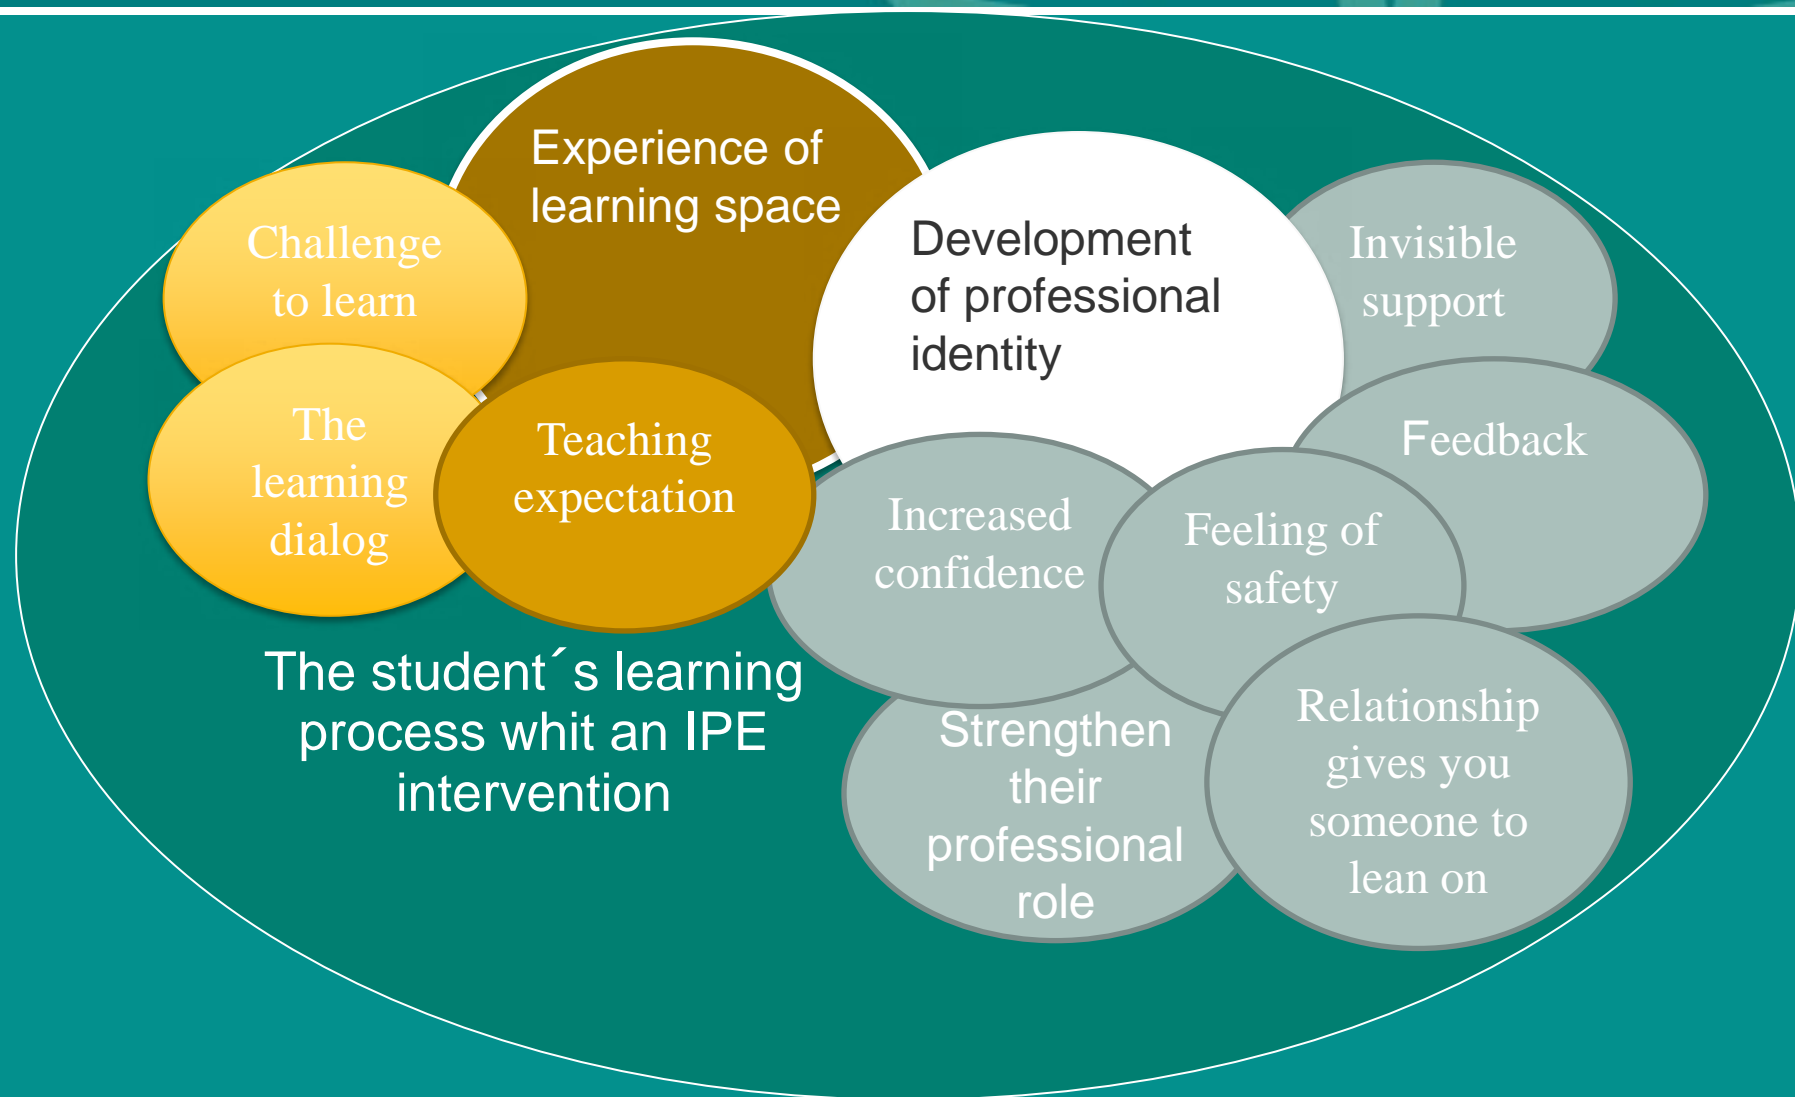 Experience of
learning space
Challenge
to learn
The
learning
dialog
Teaching
expectation
Development
of professional
identity
Invisible
support
Feedback
Increased
confidence
Feeling of
safety
Strengthen
their
professional
role
Relationship
gives you
someone to
lean on
The student´s learning
process whit an IPE
intervention